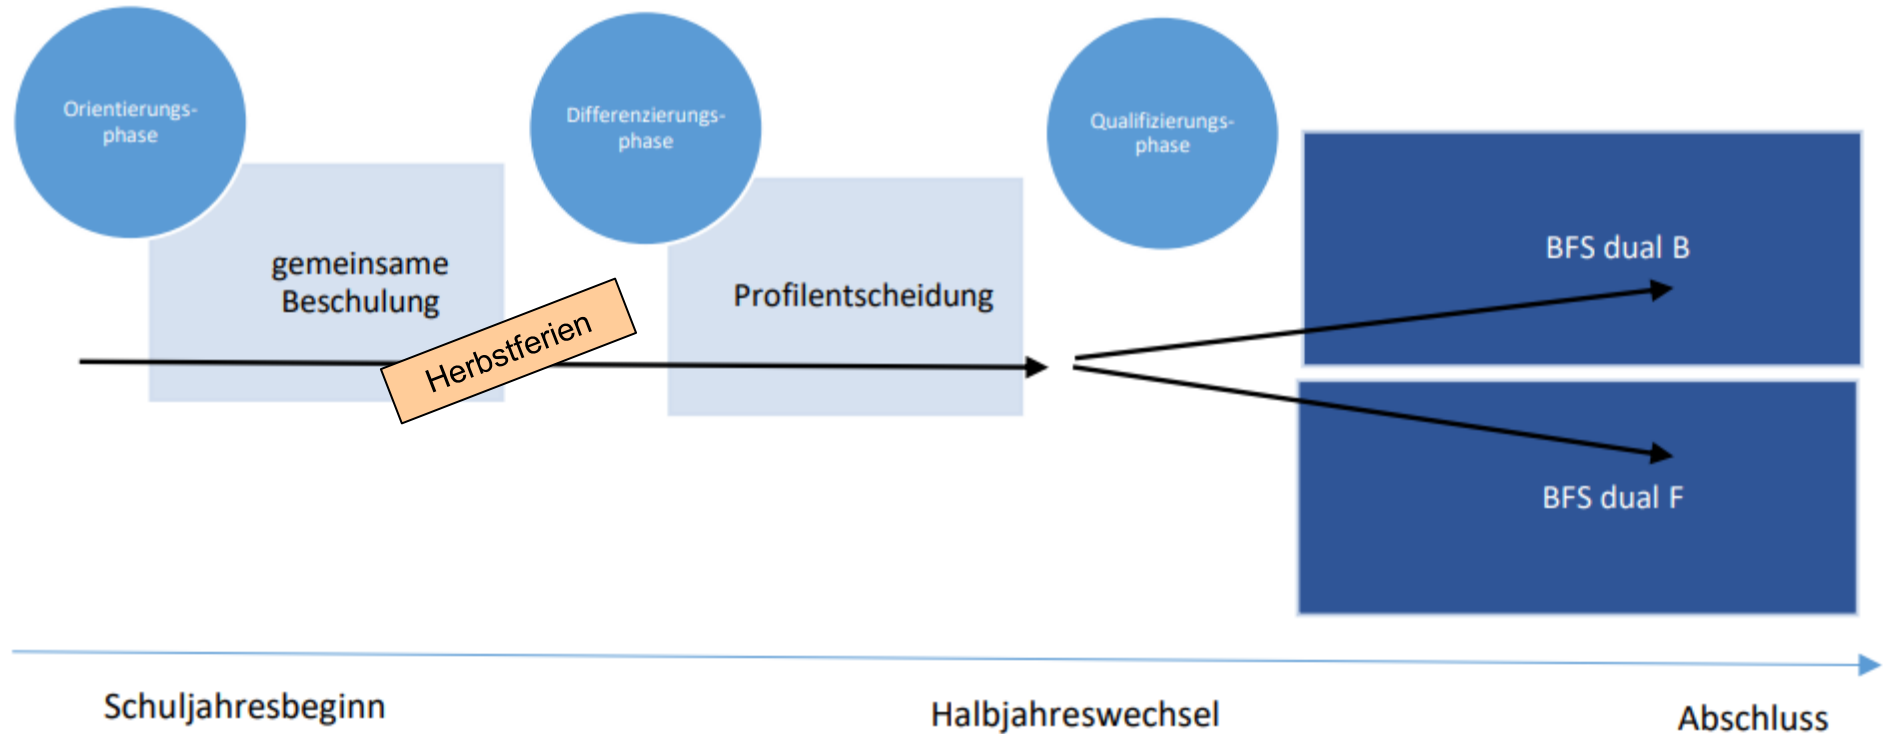 Orientierungs-
phase
Differenzierungs-
phase
Qualifizierungs-
phase
gemeinsame
Beschulung
Herbstferien
Profilentscheidung
BFS dual B
BFS dual F
Schuljahresbeginn
Halbjahreswechsel
Abschluss